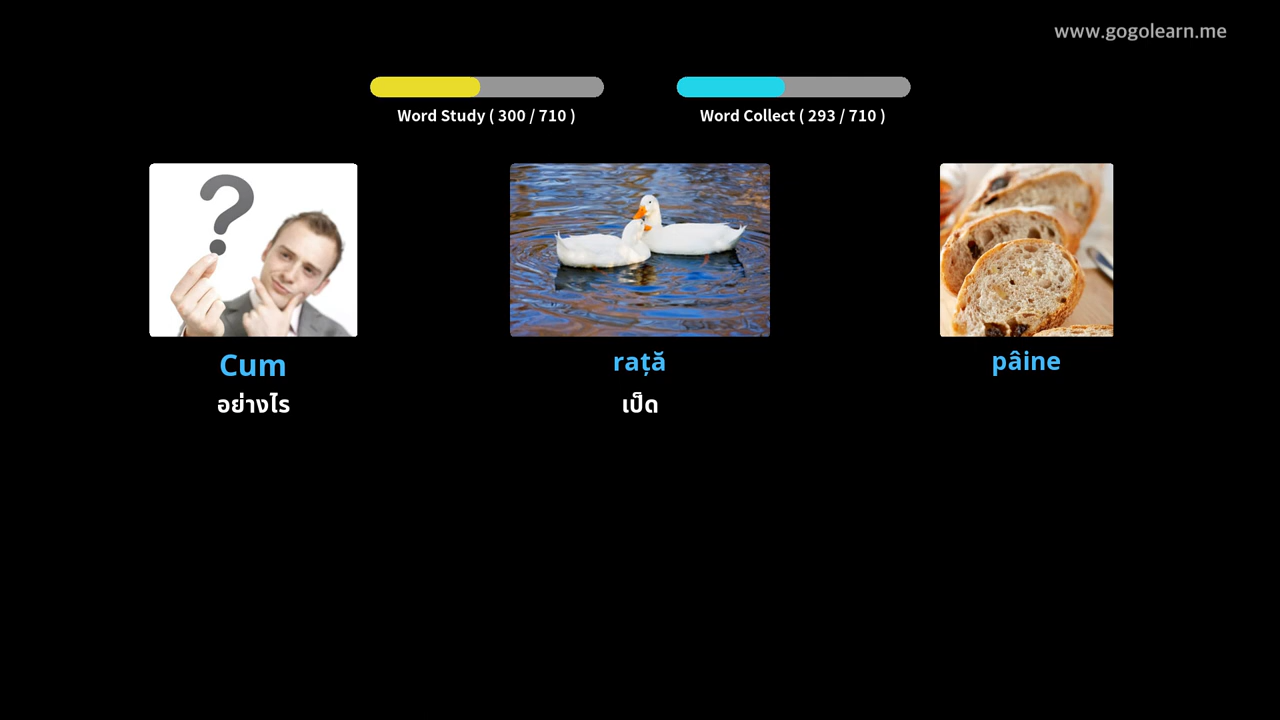 www.gogolearn.me
Word Study ( 300 / 710 )
Word Collect ( 293 / 710 )
Cum
rață
pâine
อย่างไร
เป็ด